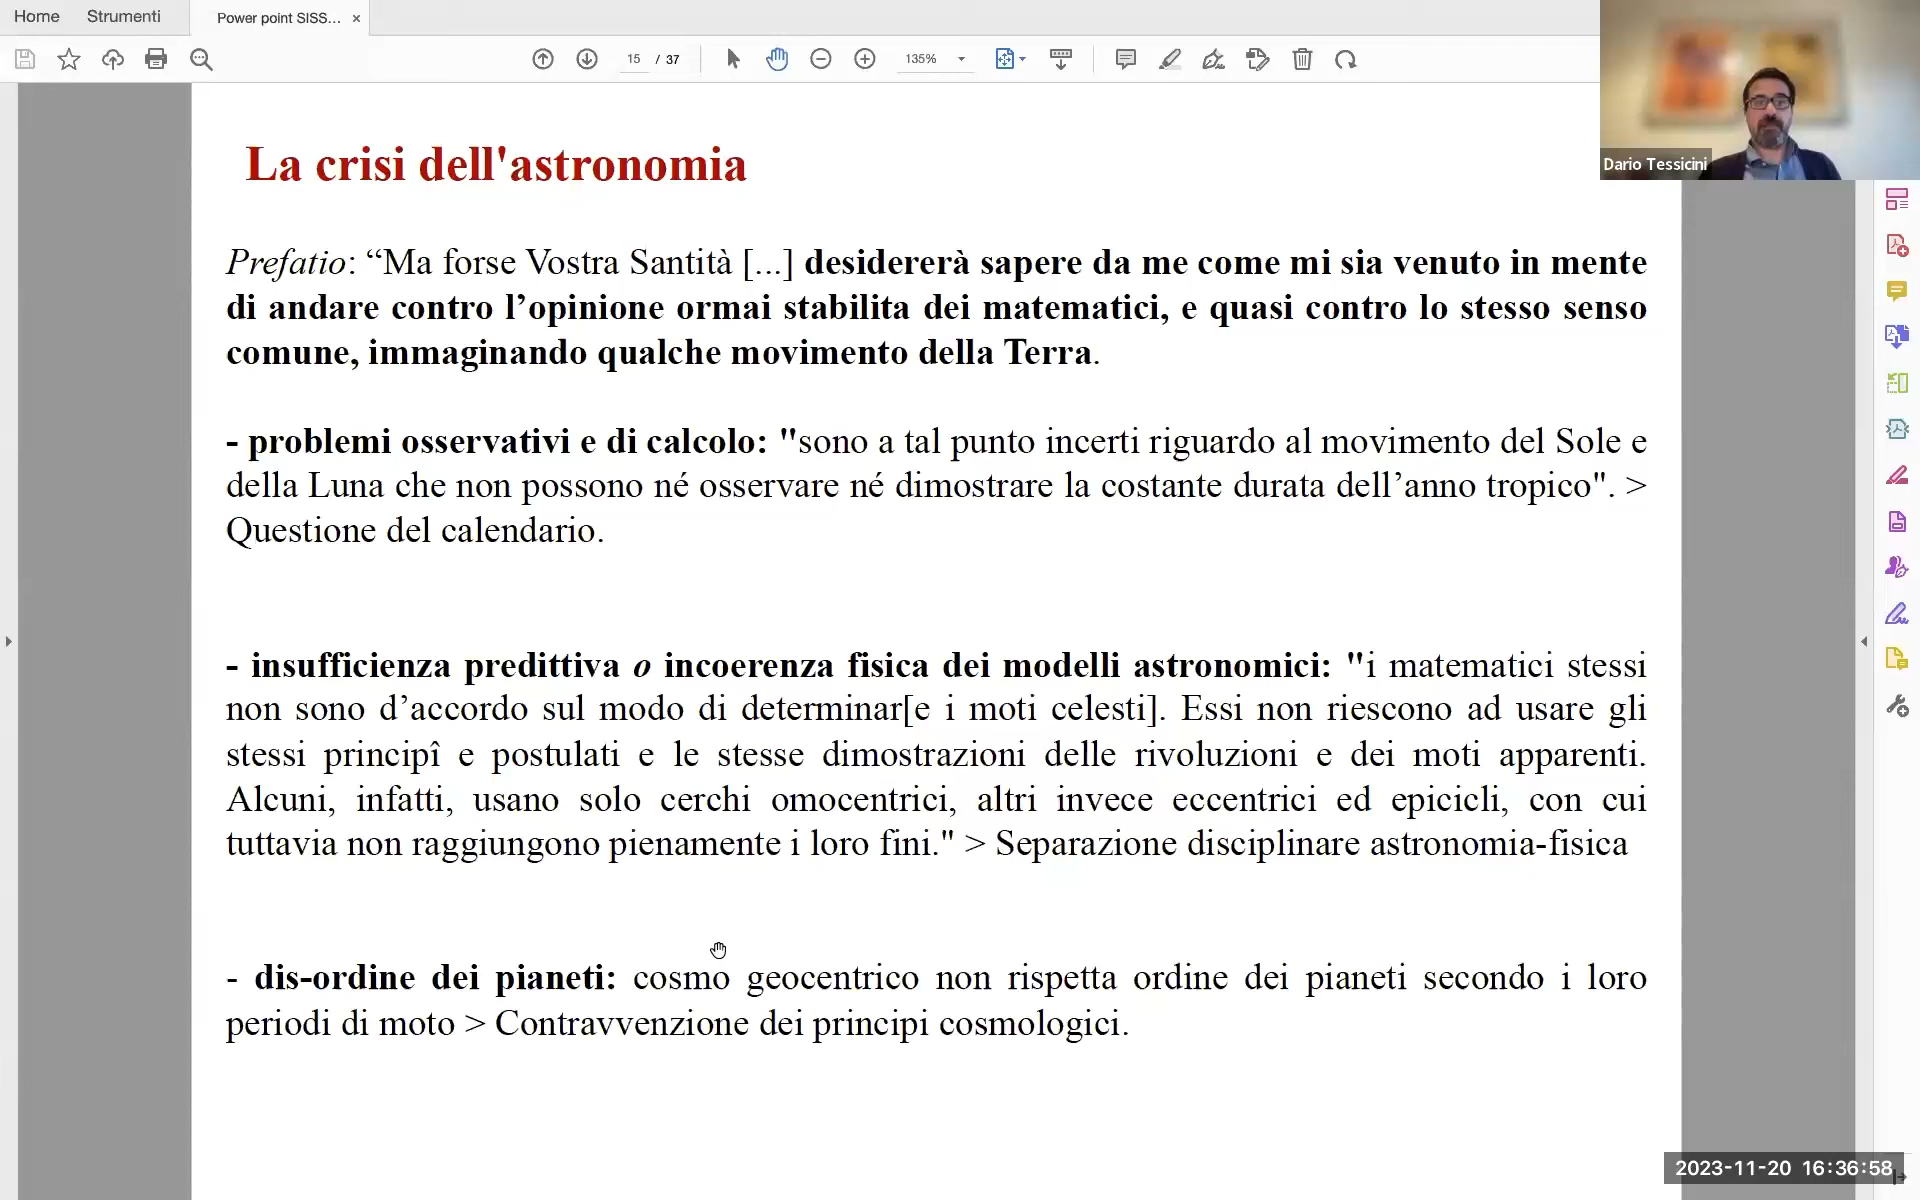 Home Strumenti Power point SISS... ×
15 / 37 135%
Dario Tessicini
La crisi dell'astronomia
Prefatio: “Ma forse Vostra Santità [...] desidererà sapere da me come mi sia venuto in mente
di andare contro l’opinione ormai stabilita dei matematici, e quasi contro lo stesso senso
comune, immaginando qualche movimento della Terra.
- problemi osservativi e di calcolo: "sono a tal punto incerti riguardo al movimento del Sole e
della Luna che non possono né osservare né dimostrare la costante durata dell’anno tropico". >
Questione del calendario.
- insufficienza predittiva o incoerenza fisica dei modelli astronomici: "i matematici stessi
non sono d’accordo sul modo di determinar[e i moti celesti]. Essi non riescono ad usare gli
stessi principî e postulati e le stesse dimostrazioni delle rivoluzioni e dei moti apparenti.
Alcuni, infatti, usano solo cerchi omocentrici, altri invece eccentrici ed epicicli, con cui
tuttavia non raggiungono pienamente i loro fini." > Separazione disciplinare astronomia-fisica
- dis-ordine dei pianeti: cosmo geocentrico non rispetta ordine dei pianeti secondo i loro
periodi di moto > Contravvenzione dei principi cosmologici.
2023-11-20 16:36:58